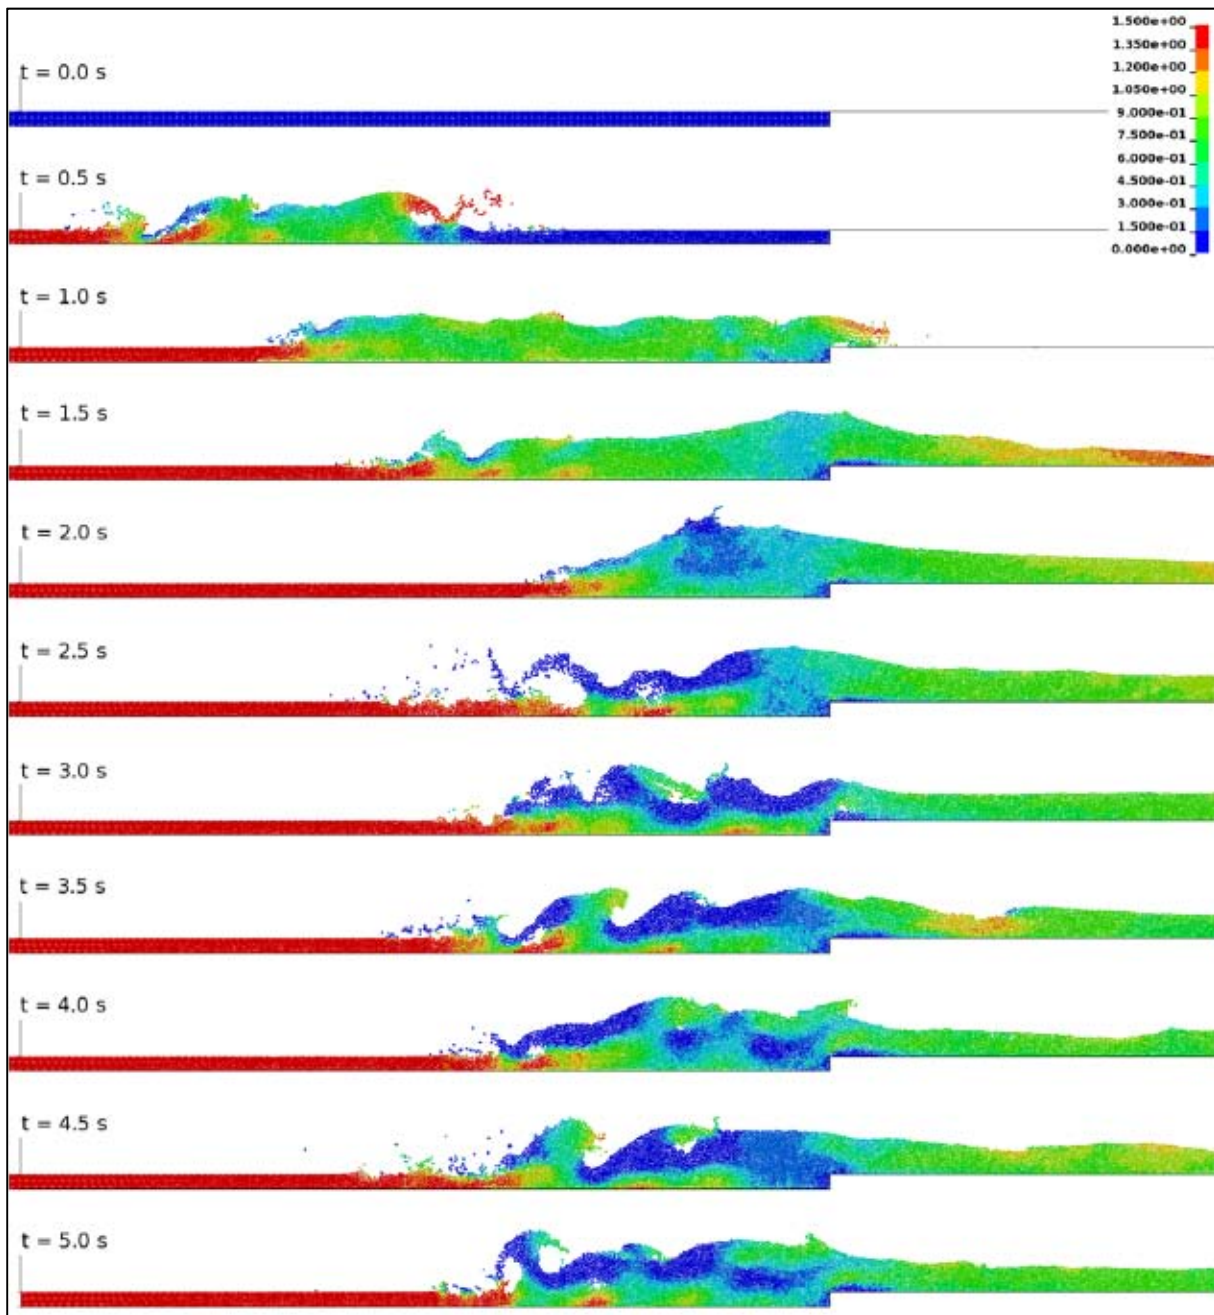 1.500e+00
1.350e+00
1.200e+00
1.050e+00
9.000e-01
7.500e-01
6.000e-01
4.500e-01
3.000e-01
1.500e-01
0.000e+00
t = 0.0 s
t = 0.5 s
t = 1.0 s
t = 1.5 s
t = 2.0 s
t = 2.5 s
t = 3.0 s
t = 3.5 s
t = 4.0 s
t = 4.5 s
t = 5.0 s